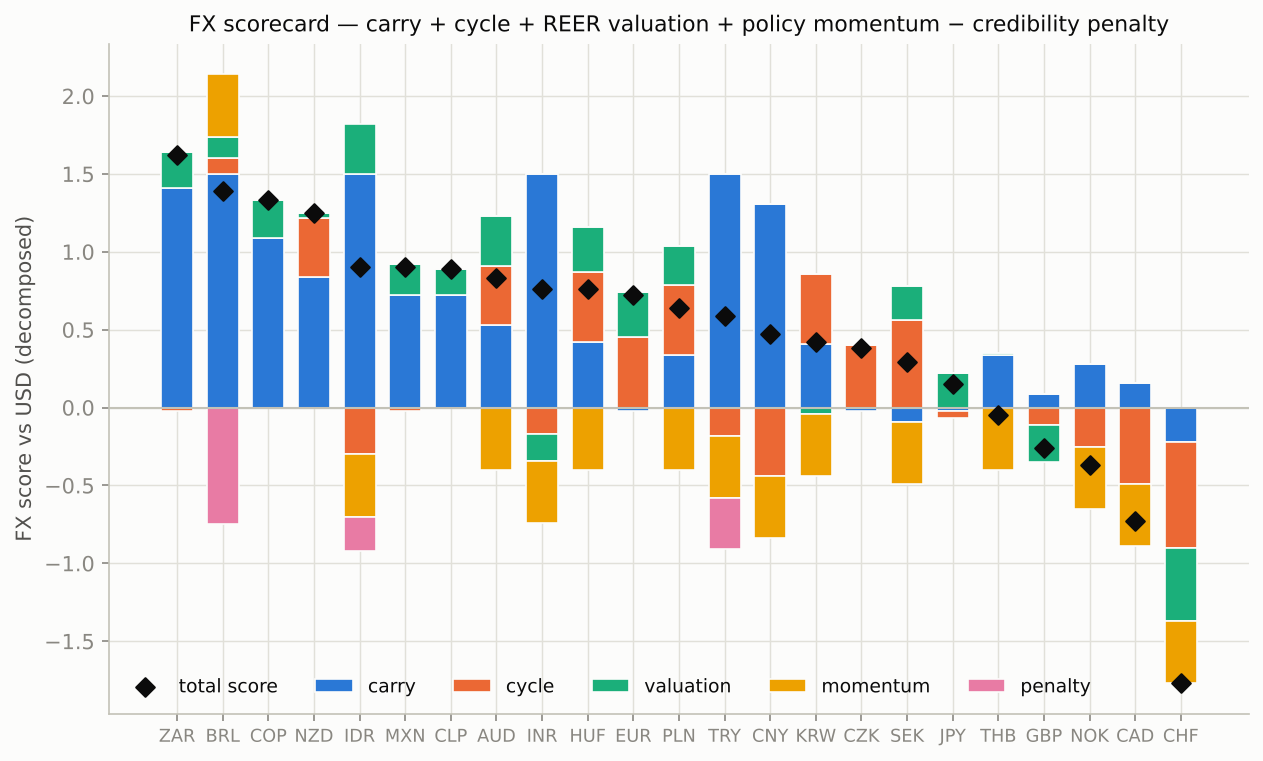 FX scorecard — carry + cycle + REER valuation + policy momentum − credibility penalty
FX score vs USD (decomposed)
2.0
1.5
1.0
0.5
0.0
−0.5
−1.0
−1.5
total score carry cycle valuation momentum penalty
ZAR BRL COP NZD IDR MXN CLP AUD INR HUF EUR PLN TRY CNY KRW CZK SEK JPY THB GBP NOK CAD CHF